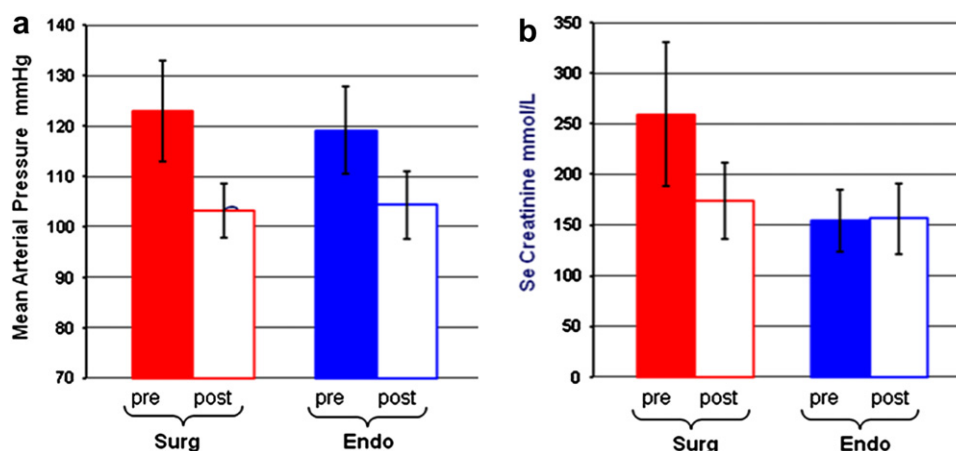 a
Mean Arterial Pressure mmHg
140
130
120
110
100
90
80
70
pre post pre post
Surg Endo
b
Se Creatinine mmol/L
350
300
250
200
150
100
50
0
pre post pre post
Surg Endo